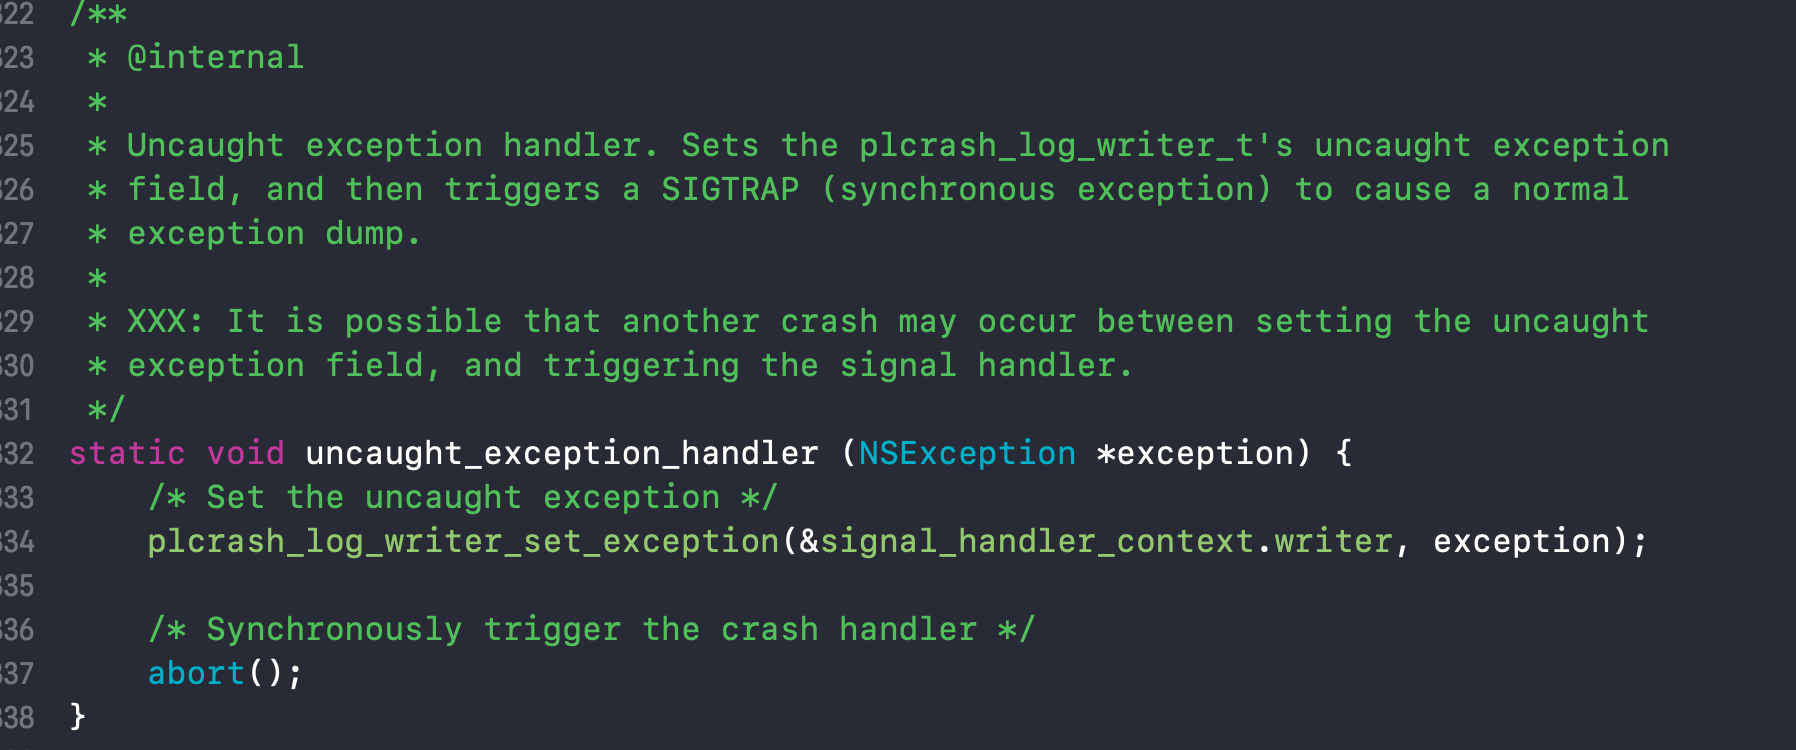 322 /**
323  * @internal
324  *
325  * Uncaught exception handler. Sets the plcrash_log_writer_t's uncaught exception
326  * field, and then triggers a SIGTRAP (synchronous exception) to cause a normal
327  * exception dump.
328  *
329  * XXX: It is possible that another crash may occur between setting the uncaught
330  * exception field, and triggering the signal handler.
331  */
332 static void uncaught_exception_handler (NSException *exception) {
333     /* Set the uncaught exception */
334     plcrash_log_writer_set_exception(&signal_handler_context.writer, exception);
335
336     /* Synchronously trigger the crash handler */
337     abort();
338 }